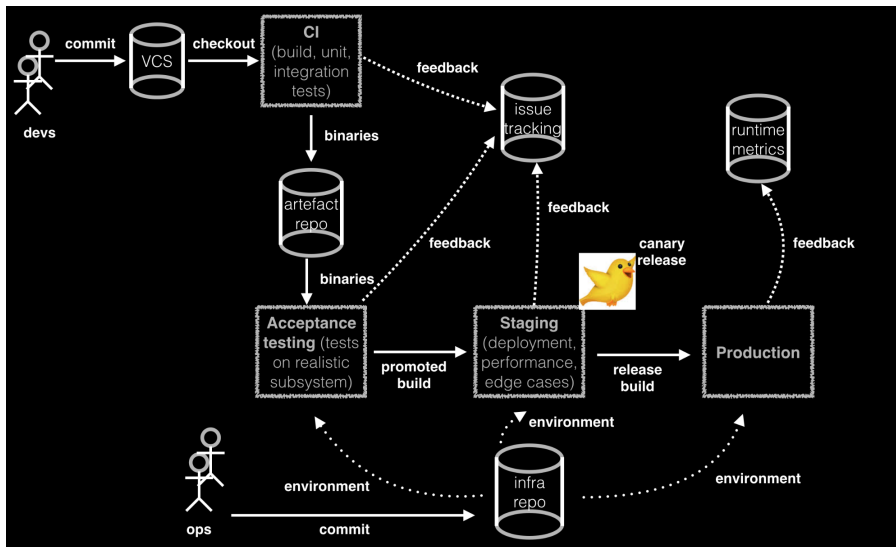 commit
VCS
checkout
CI
(build, unit,
integration
tests)
feedback
devs
issue
tracking
runtime
metrics
binaries
artefact
repo
feedback
feedback
feedback
canary
release
binaries
Acceptance
testing (tests
on realistic
subsystem)
promoted
build
Staging
(deployment,
performance,
edge cases)
release
build
Production
environment
environment
environment
infra
repo
ops
commit